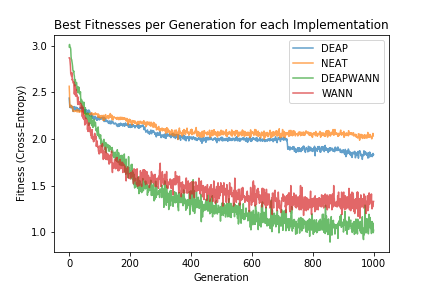 Best Fitnesses per Generation for each Implementation
Fitness (Cross-Entropy)
3.0
2.5
2.0
1.5
1.0
DEAP
NEAT
DEAPWANN
WANN
0 200 400 600 800 1000
Generation